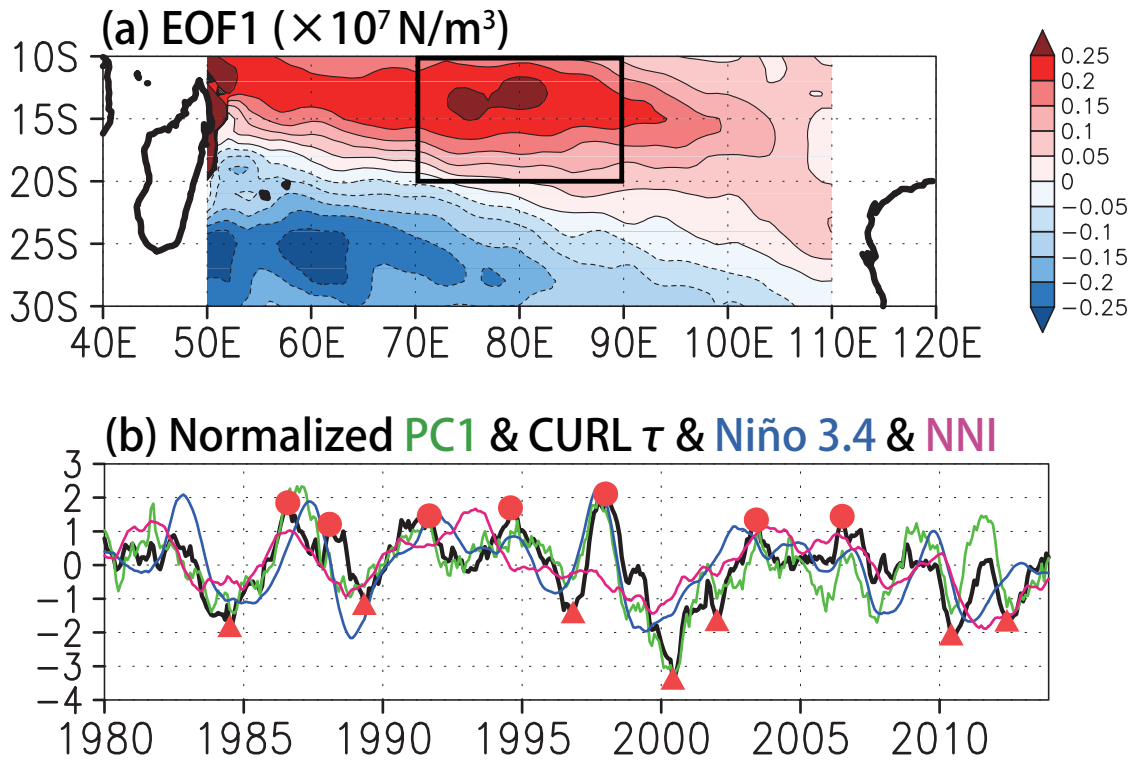 (a) EOF1 (×10⁷ N/m³)
10S
15S
20S
25S
30S
40E 50E 60E 70E 80E 90E 100E 110E 120E
0.25
0.2
0.15
0.1
0.05
0
−0.05
−0.1
−0.15
−0.2
−0.25
(b) Normalized PC1 & CURL τ & Niño 3.4 & NNI
3
2
1
0
−1
−2
−3
−4
1980 1985 1990 1995 2000 2005 2010